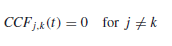 CCF_{j,k}(t) = 0 for j ≠ k